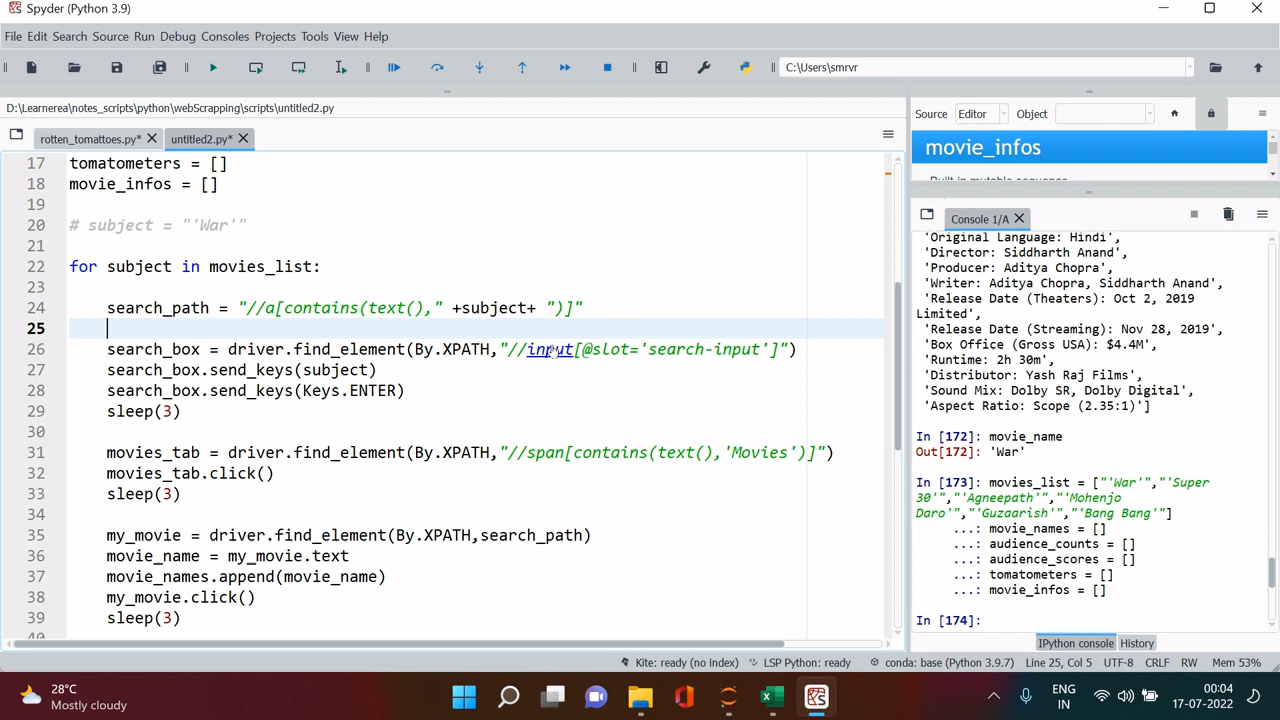 Spyder (Python 3.9)
File Edit Search Source Run Debug Consoles Projects Tools View Help
C:\Users\smrvr
D:\Learnerea\notes_scripts\python\webScrapping\scripts\untitled2.py
rotten_tomattoes.py* untitled2.py*
17 tomatometers = []
18 movie_infos = []
19
20 # subject = "'War'"
21
22 for subject in movies_list:
23
24 search_path = "//a[contains(text()," +subject+ ")]"
25
26 search_box = driver.find_element(By.XPATH,"//input[@slot='search-input']")
27 search_box.send_keys(subject)
28 search_box.send_keys(Keys.ENTER)
29 sleep(3)
30
31 movies_tab = driver.find_element(By.XPATH,"//span[contains(text(),'Movies')]")
32 movies_tab.click()
33 sleep(3)
34
35 my_movie = driver.find_element(By.XPATH,search_path)
36 movie_name = my_movie.text
37 movie_names.append(movie_name)
38 my_movie.click()
39 sleep(3)
40
Source Editor Object
movie_infos
Built-in mutable sequence
Console 1/A
'Original Language: Hindi',
'Director: Siddharth Anand',
'Producer: Aditya Chopra',
'Writer: Aditya Chopra, Siddharth Anand',
'Release Date (Theaters): Oct 2, 2019
Limited',
'Release Date (Streaming): Nov 28, 2019',
'Box Office (Gross USA): $4.4M',
'Runtime: 2h 30m',
'Distributor: Yash Raj Films',
'Sound Mix: Dolby SR, Dolby Digital',
'Aspect Ratio: Scope (2.35:1)']
In [172]: movie_name
Out[172]: 'War'
In [173]: movies_list = ["'War'","'Super
30'","'Agneepath'","'Mohenjo
Daro'","'Guzaarish'","'Bang Bang'"]
...: movie_names = []
...: audience_counts = []
...: audience_scores = []
...: tomatometers = []
...: movie_infos = []
In [174]:
IPython console History
Kite: ready (no index) LSP Python: ready conda: base (Python 3.9.7) Line 25, Col 5 UTF-8 CRLF RW Mem 53%
28°C
Mostly cloudy
ENG
IN
00:04
17-07-2022